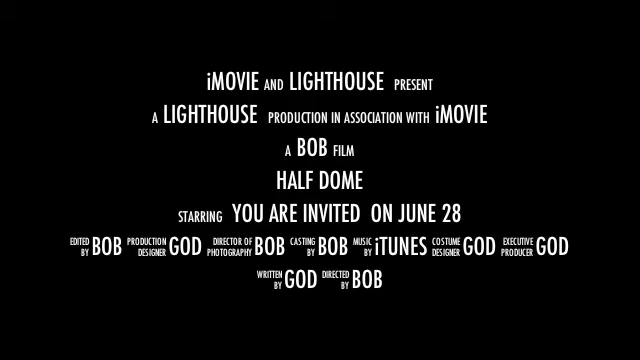 iMOVIE AND LIGHTHOUSE PRESENT
A LIGHTHOUSE PRODUCTION IN ASSOCIATION WITH iMOVIE
A BOB FILM
HALF DOME
STARRING YOU ARE INVITED ON JUNE 28
EDITED BY BOB PRODUCTION DESIGNER GOD DIRECTOR OF PHOTOGRAPHY BOB CASTING BY BOB MUSIC BY iTUNES COSTUME DESIGNER GOD EXECUTIVE PRODUCER GOD
WRITTEN BY GOD DIRECTED BY BOB